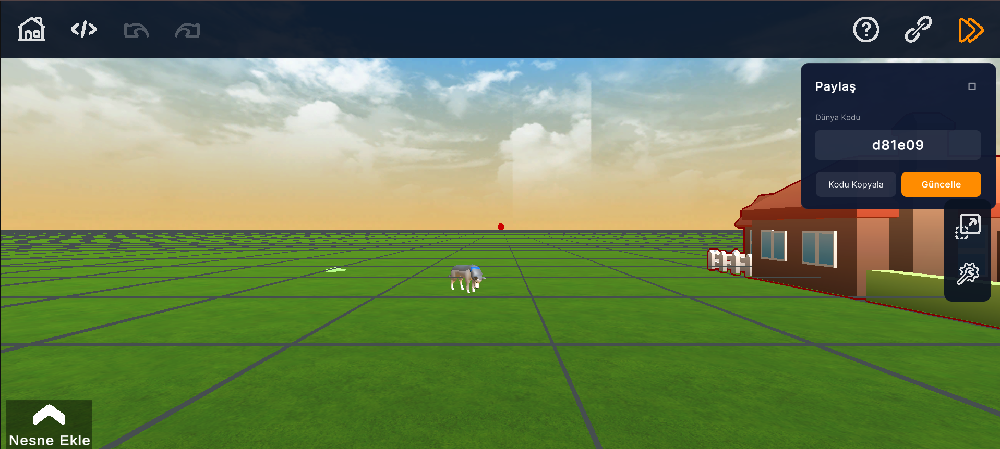 Paylaş
Dünya Kodu
d81e09
Kodu Kopyala
Güncelle
Nesne Ekle